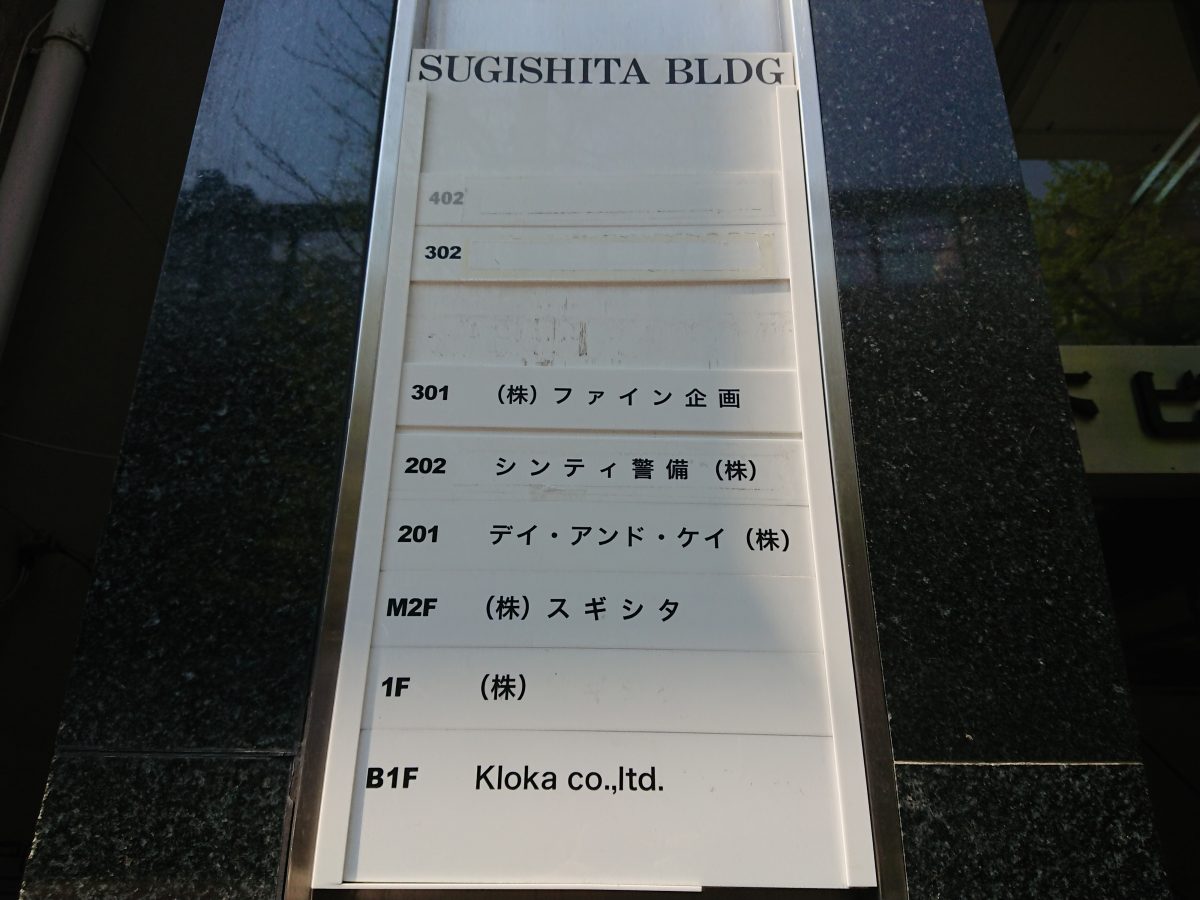 SUGISHITA BLDG
402
302
301 （株）ファイン企画
202 シンティ警備（株）
201 デイ・アンド・ケイ（株）
M2F （株）スギシタ
1F （株）
B1F Kloka co.,ltd.
ビ